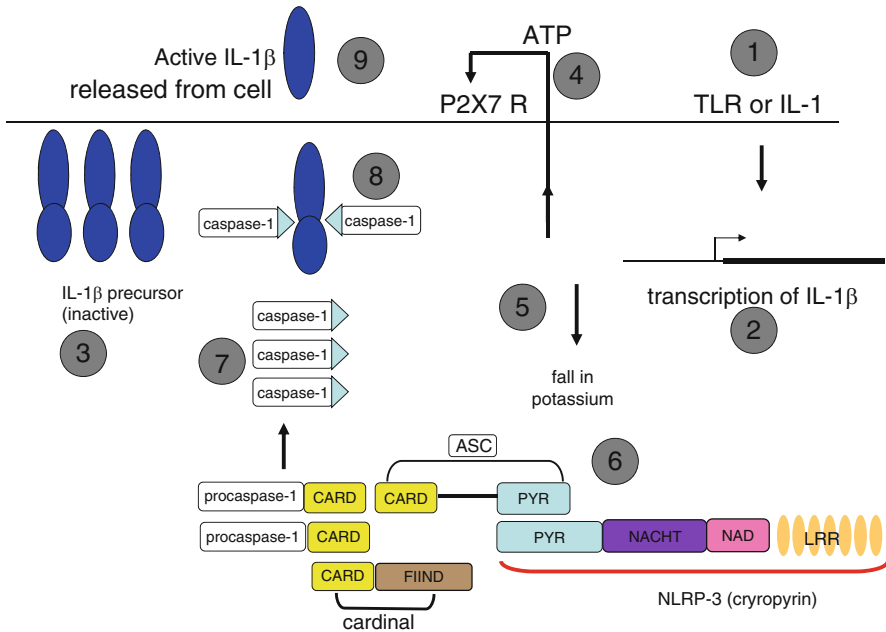 ATP
1
Active IL-1β
released from cell
9
4
P2X7 R
TLR or IL-1
8
caspase-1
caspase-1
IL-1β precursor
(inactive)
3
transcription of IL-1β
2
5
7
caspase-1
caspase-1
caspase-1
fall in
potassium
ASC
6
procaspase-1
CARD
CARD
PYR
procaspase-1
CARD
PYR
NACHT
NAD
LRR
CARD
FIIND
cardinal
NLRP-3 (cryropyrin)